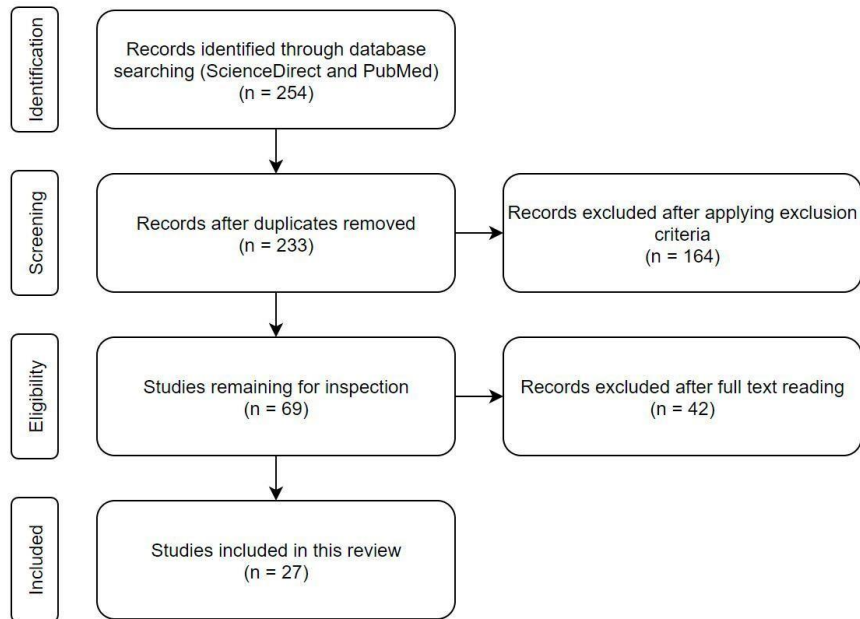 Identification
Records identified through database
searching (ScienceDirect and PubMed)
(n = 254)
Screening
Records after duplicates removed
(n = 233)
Records excluded after applying exclusion
criteria
(n = 164)
Eligibility
Studies remaining for inspection
(n = 69)
Records excluded after full text reading
(n = 42)
Included
Studies included in this review
(n = 27)